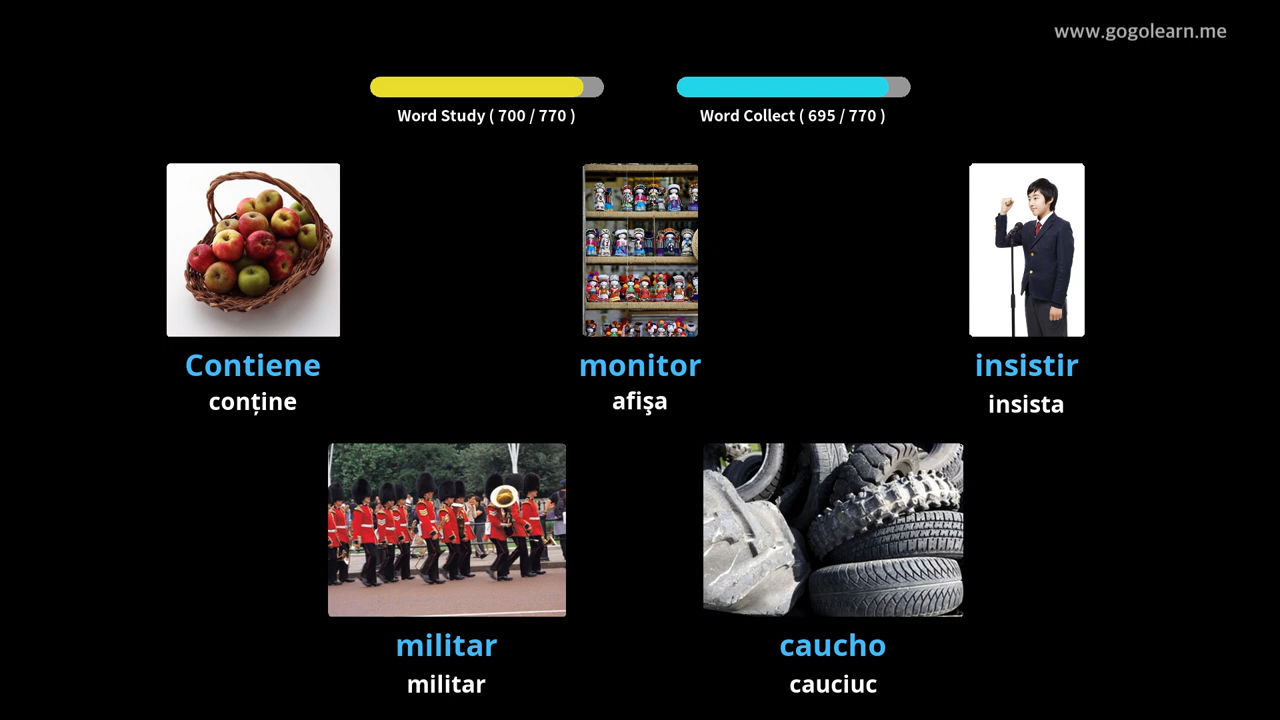 www.gogolearn.me
Word Study ( 700 / 770 )
Word Collect ( 695 / 770 )
Contiene
conține
monitor
afişa
insistir
insista
militar
militar
caucho
cauciuc